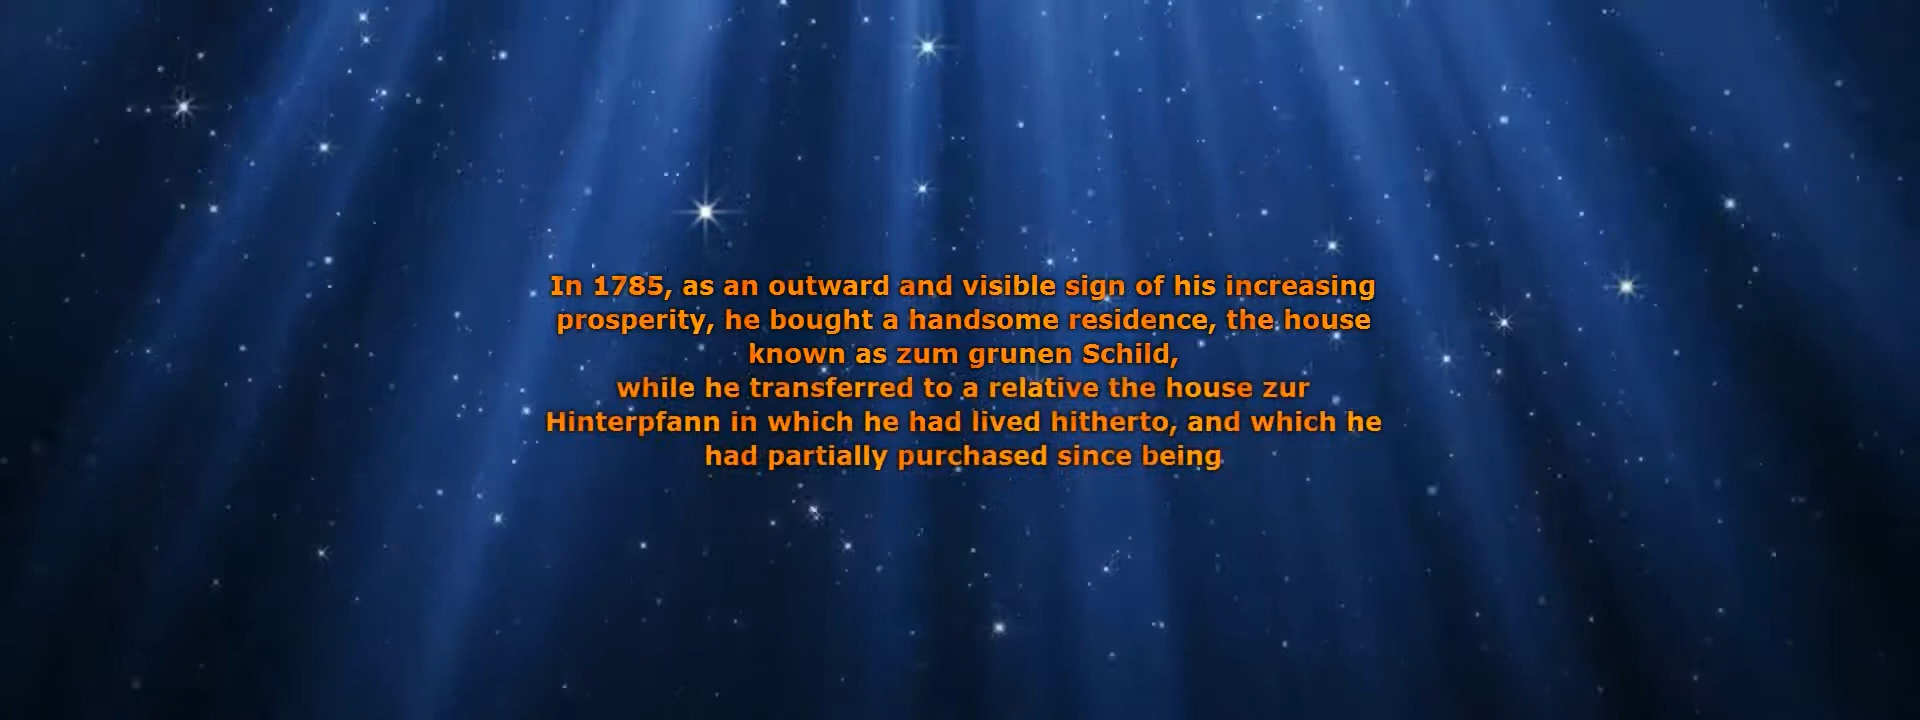 In 1785, as an outward and visible sign of his increasing
prosperity, he bought a handsome residence, the house
known as zum grunen Schild,
while he transferred to a relative the house zur
Hinterpfann in which he had lived hitherto, and which he
had partially purchased since being